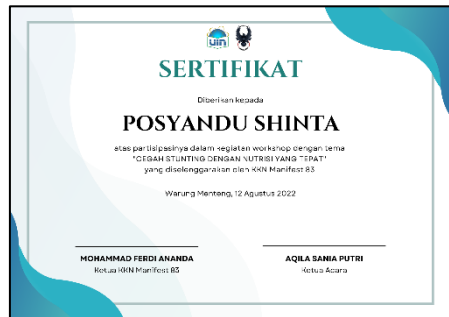 uin
SERTIFIKAT
Diberikan kepada
POSYANDU SHINTA
atas partisipasinya dalam kegiatan workshop dengan tema
"CEGAH STUNTING DENGAN NUTRISI YANG TEPAT"
yang diselenggarakan oleh KKN Manifest 83
Warung Menteng, 12 Agustus 2022
MOHAMMAD FERDI ANANDA
Ketua KKN Manifest 83
AQILA SANIA PUTRI
Ketua Acara